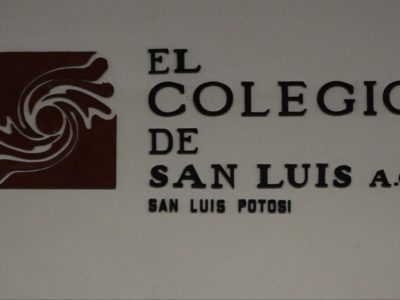 EL
COLEGIO
DE
SAN LUIS A.C
SAN LUIS POTOSI